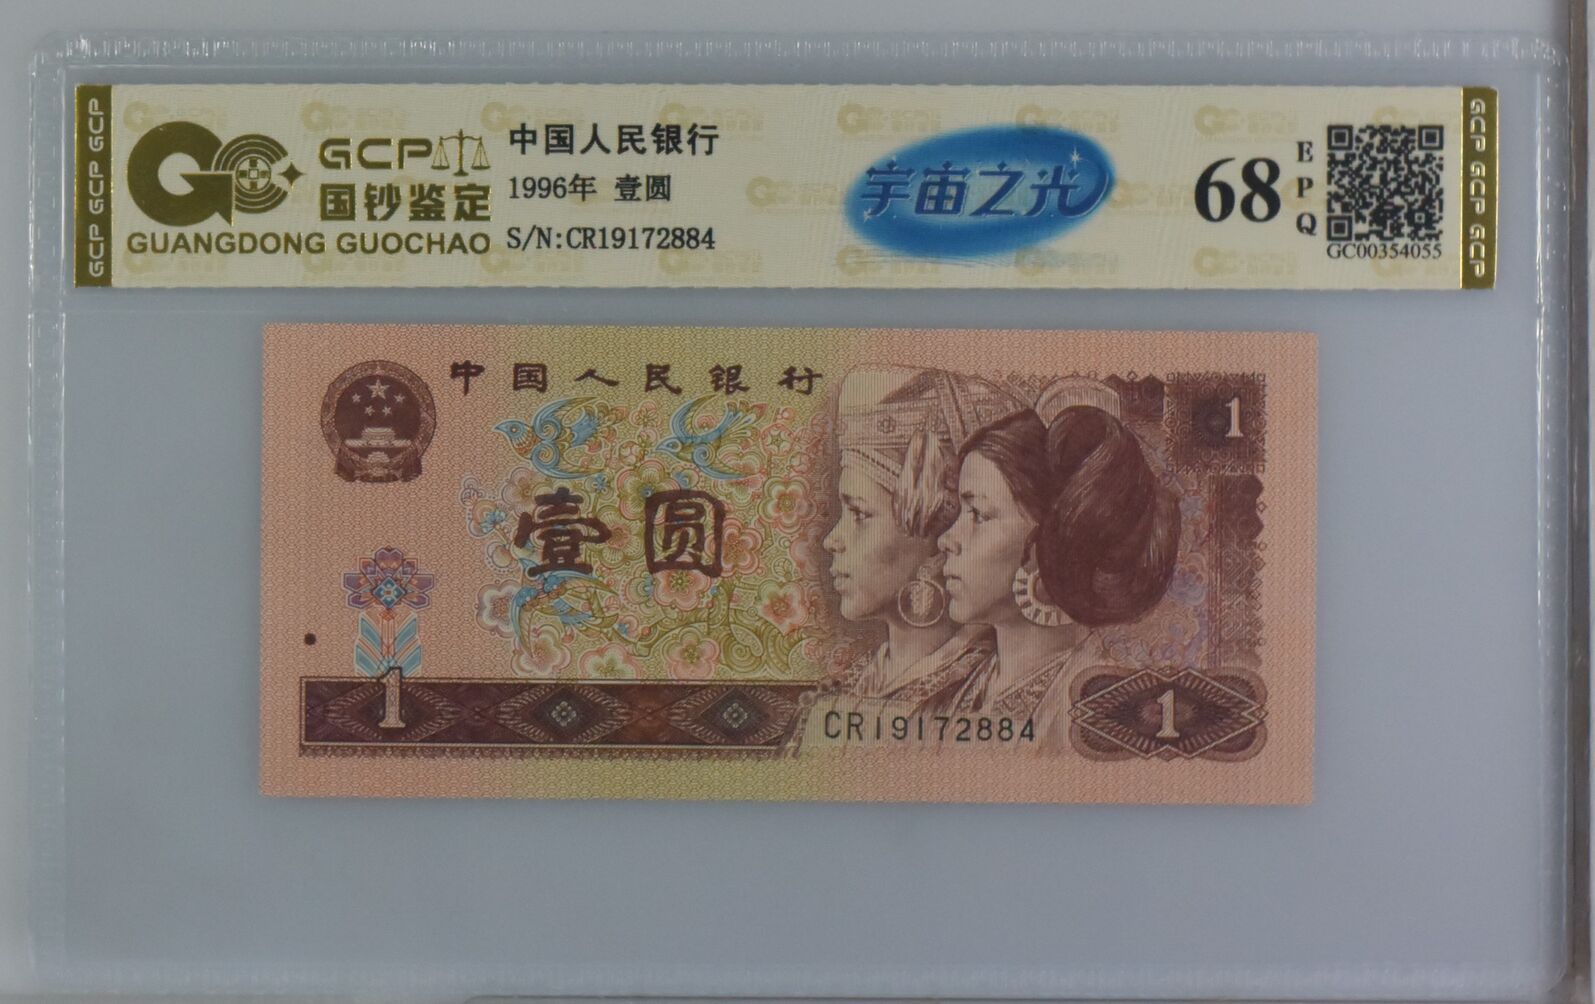 GCP GCP GCP
GCP
国钞鉴定
GUANGDONG GUOCHAO
中国人民银行
1996年 壹圆
S/N:CR19172884
宇宙之光
68
EPQ
GC00354055
GCP GCP GCP
中国人民银行
1
壹圆
1
CR19172884
1